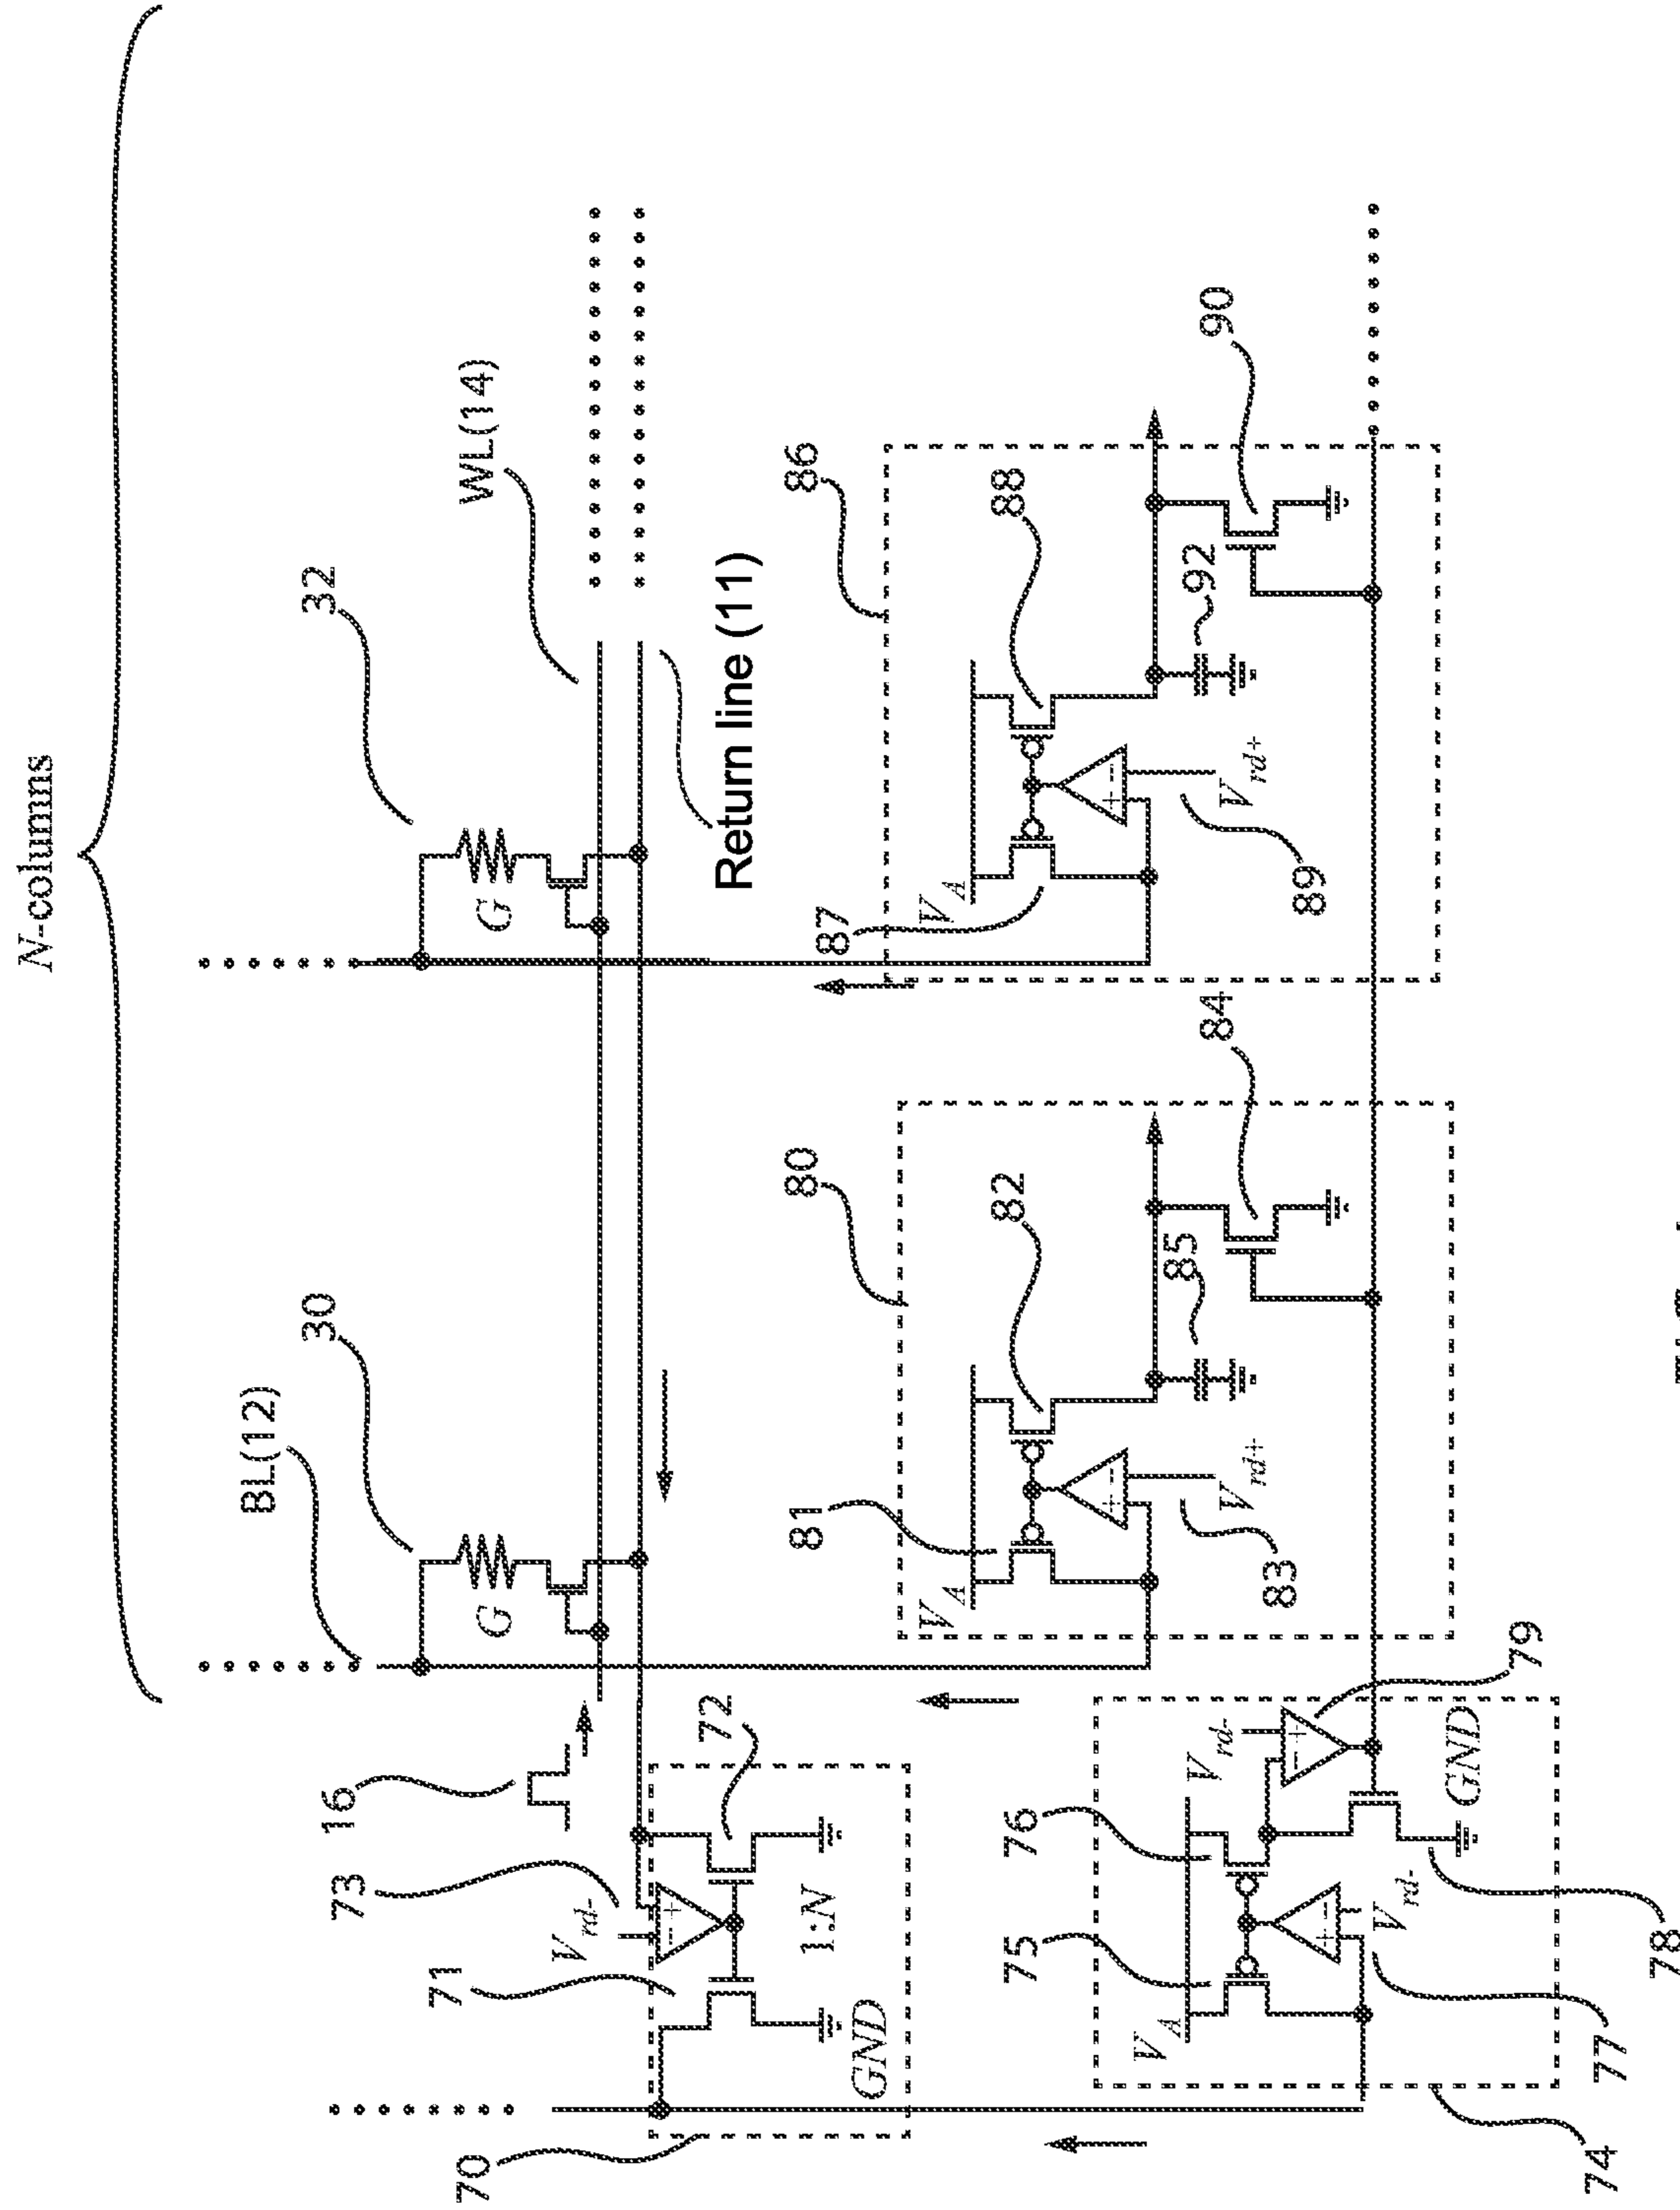 N-columns
BL(12)
30
32
WL(14)
G
G
16
Return line (11)
73
V_rd-
71
72
1:N
GND
70
80
81
82
V_A
83
V_rd+
85
84
86
87
88
V_A
89
V_rd+
92
90
75
76
V_A
V_rd-
79
V_rd-
GND
77
78
74